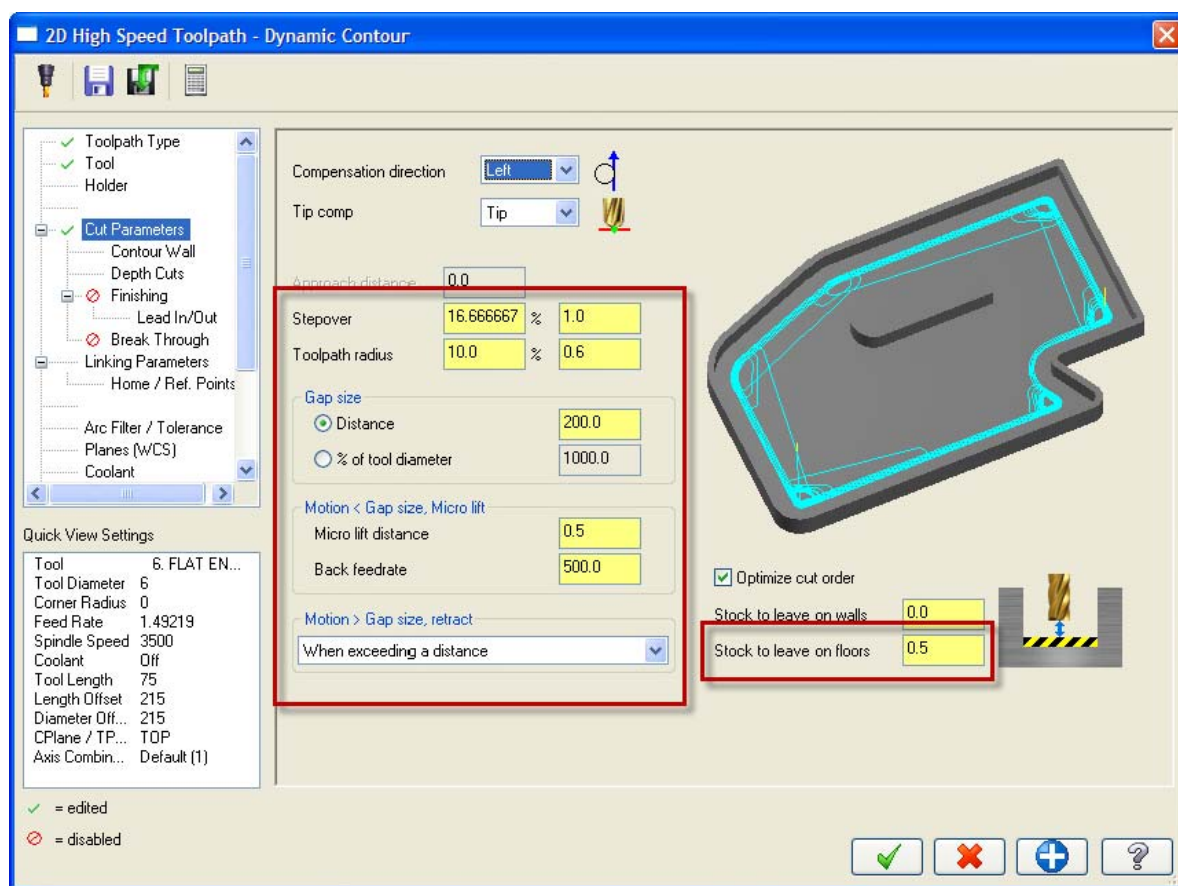 2D High Speed Toolpath - Dynamic Contour
Toolpath Type
Tool
Holder
Cut Parameters
Contour Wall
Depth Cuts
Finishing
Lead In/Out
Break Through
Linking Parameters
Home / Ref. Points
Arc Filter / Tolerance
Planes (WCS)
Coolant
Quick View Settings
Tool 6. FLAT EN...
Tool Diameter 6
Corner Radius 0
Feed Rate 1.49219
Spindle Speed 3500
Coolant Off
Tool Length 75
Length Offset 215
Diameter Off... 215
CPlane / TP... TOP
Axis Combin... Default (1)
= edited
= disabled
Compensation direction Left
Tip comp Tip
Approach distance 0.0
Stepover 16.666667 % 1.0
Toolpath radius 10.0 % 0.6
Gap size
Distance 200.0
% of tool diameter 1000.0
Motion < Gap size, Micro lift
Micro lift distance 0.5
Back feedrate 500.0
Motion > Gap size, retract
When exceeding a distance
Optimize cut order
Stock to leave on walls 0.0
Stock to leave on floors 0.5